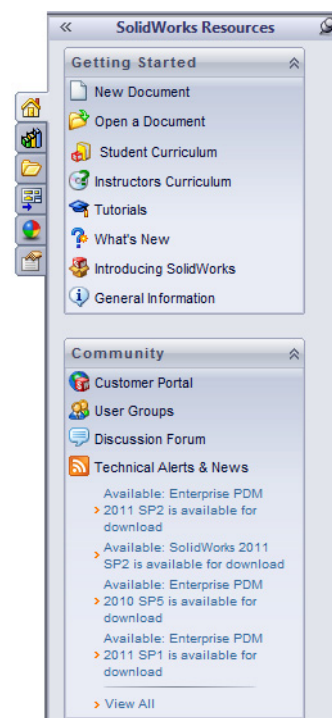 SolidWorks Resources
Getting Started
New Document
Open a Document
Student Curriculum
Instructors Curriculum
Tutorials
What's New
Introducing SolidWorks
General Information
Community
Customer Portal
User Groups
Discussion Forum
Technical Alerts & News
Available: Enterprise PDM
2011 SP2 is available for
download
Available: SolidWorks 2011
SP2 is available for download
Available: Enterprise PDM
2010 SP5 is available for
download
Available: Enterprise PDM
2011 SP1 is available for
download
View All